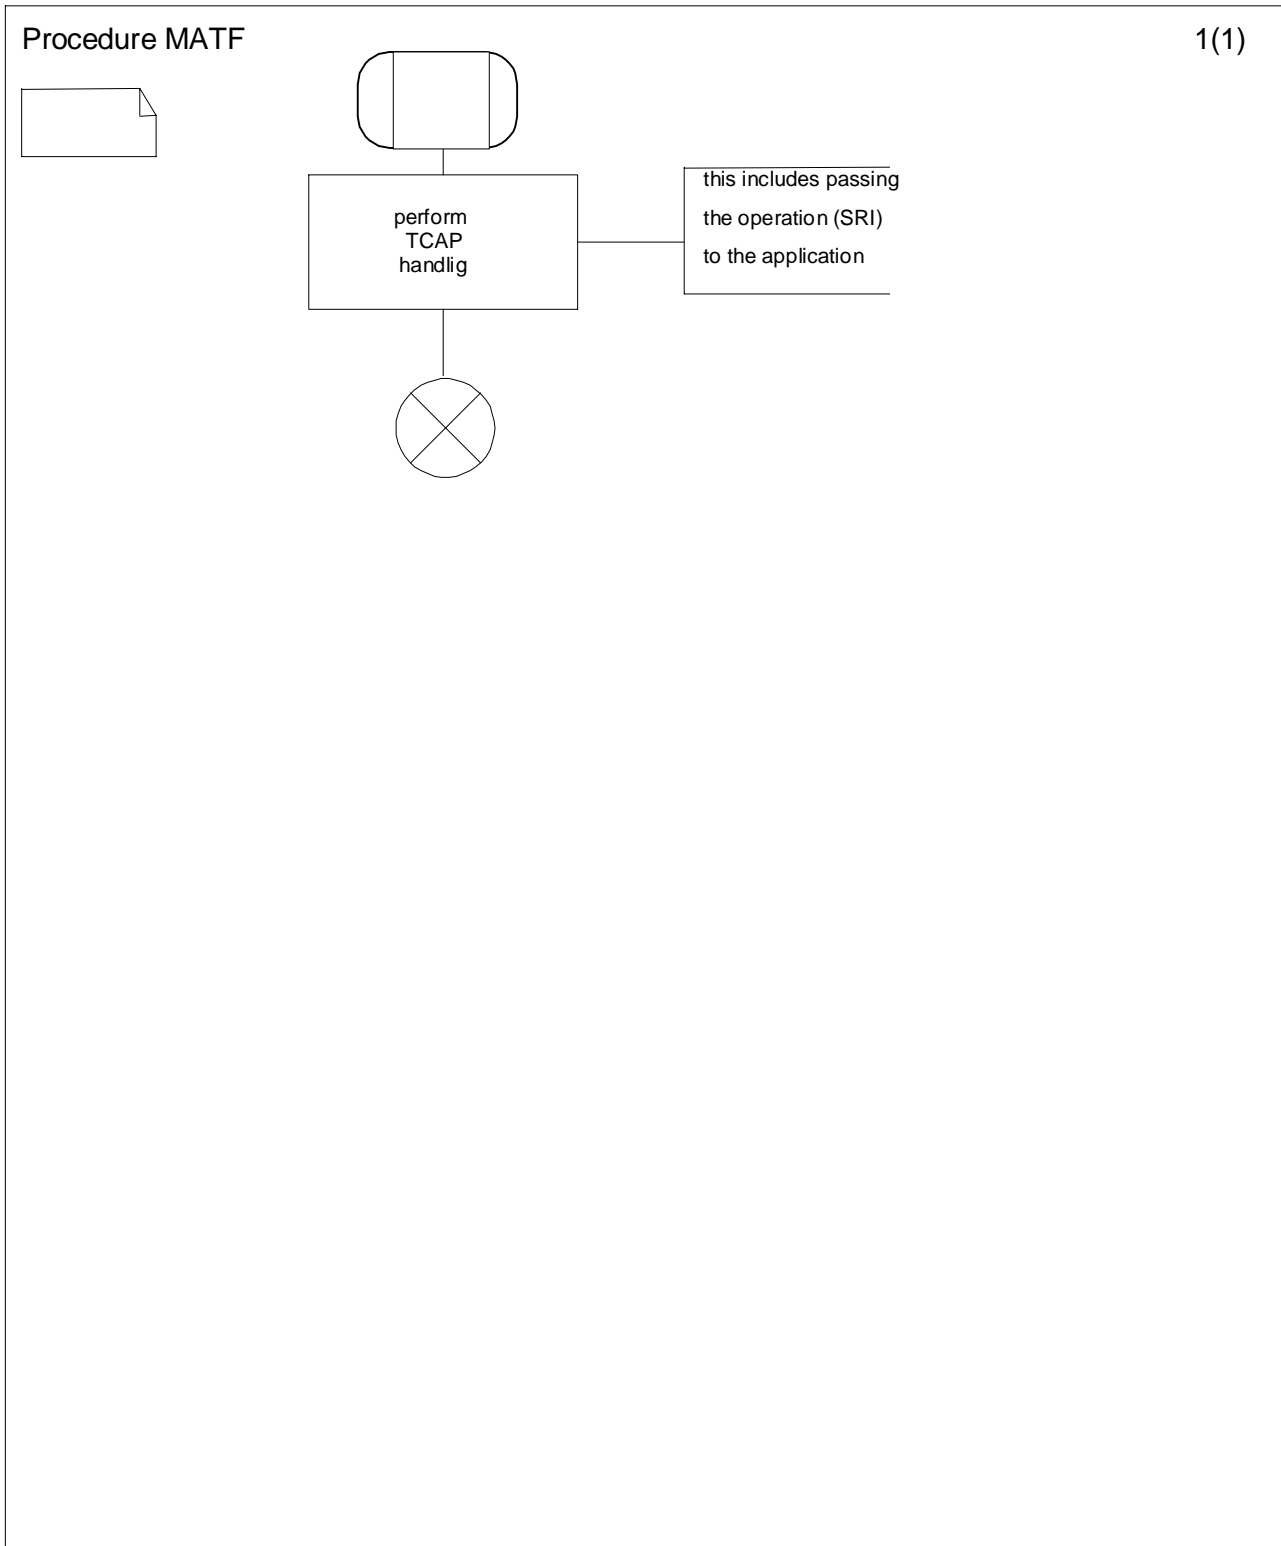 Procedure MATF
1(1)
perform
TCAP
handlig
this includes passing
the operation (SRI)
to the application